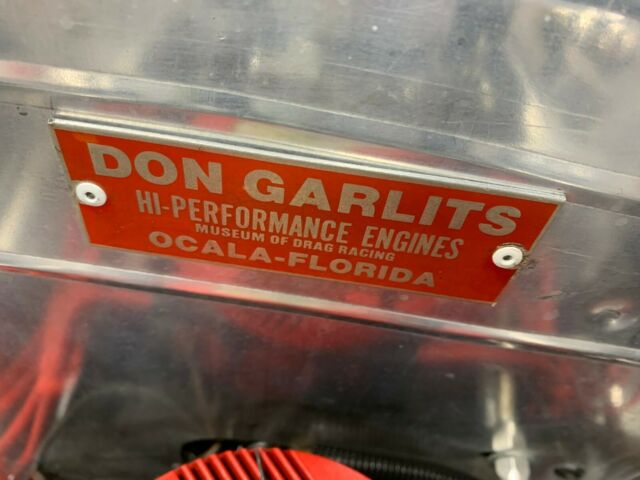 DON GARLITS
HI-PERFORMANCE ENGINES
MUSEUM OF DRAG RACING
OCALA-FLORIDA